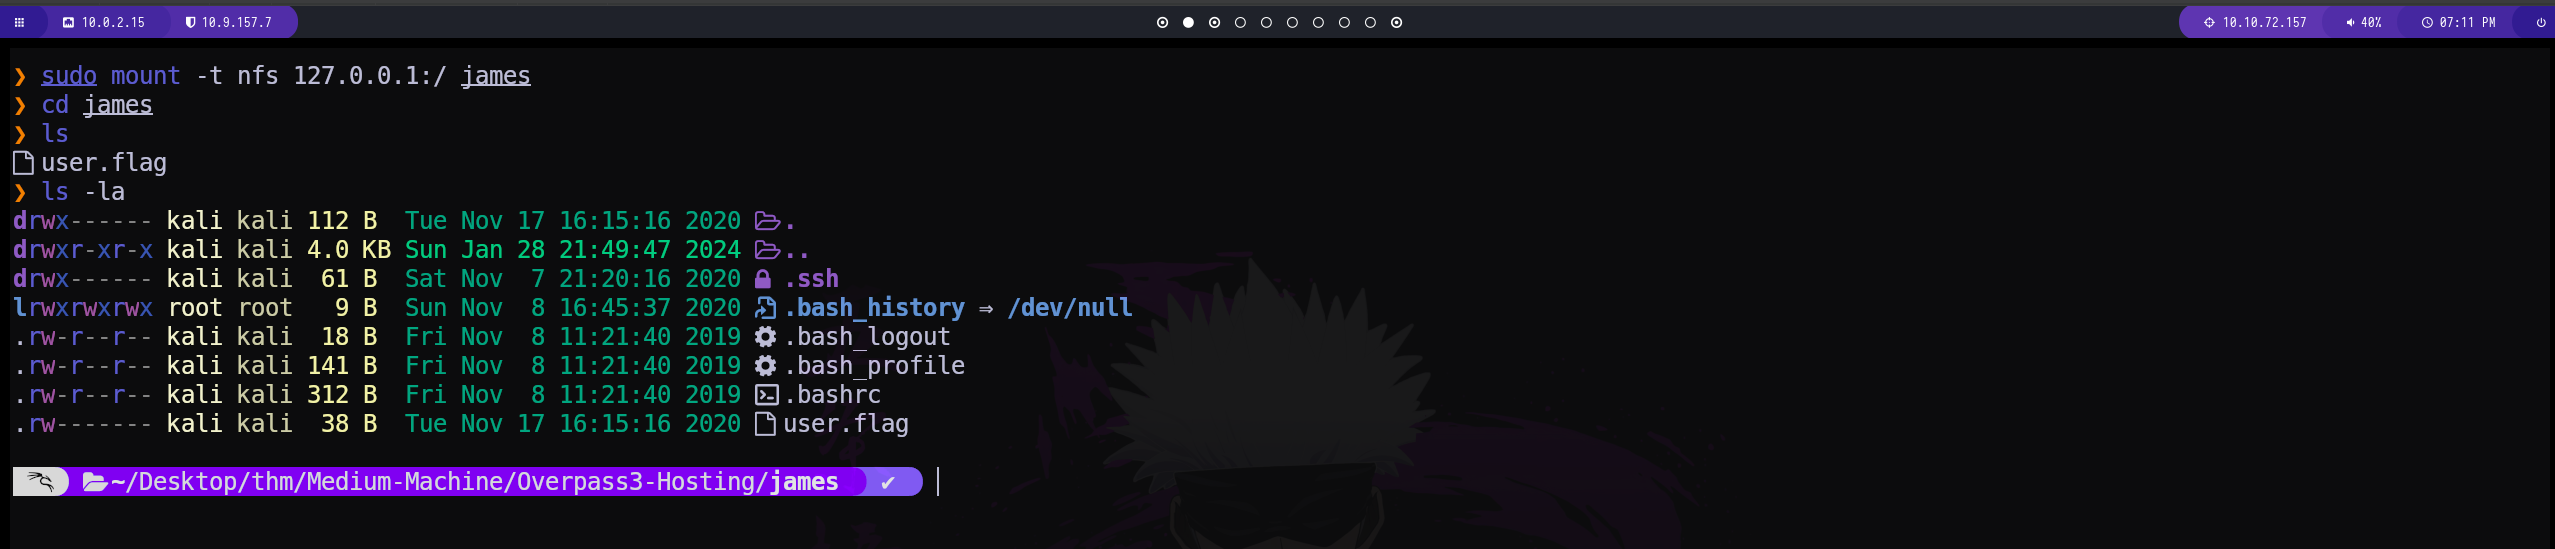 10.0.2.15 10.9.157.7 10.10.72.157 40% 07:11 PM
❯ sudo mount -t nfs 127.0.0.1:/ james
❯ cd james
❯ ls
user.flag
❯ ls -la
drwx------ kali kali 112 B  Tue Nov 17 16:15:16 2020 .
drwxr-xr-x kali kali 4.0 KB Sun Jan 28 21:49:47 2024 ..
drwx------ kali kali  61 B  Sat Nov  7 21:20:16 2020 .ssh
lrwxrwxrwx root root   9 B  Sun Nov  8 16:45:37 2020 .bash_history ⇒ /dev/null
.rw-r--r-- kali kali  18 B  Fri Nov  8 11:21:40 2019 .bash_logout
.rw-r--r-- kali kali 141 B  Fri Nov  8 11:21:40 2019 .bash_profile
.rw-r--r-- kali kali 312 B  Fri Nov  8 11:21:40 2019 .bashrc
.rw------- kali kali  38 B  Tue Nov 17 16:15:16 2020 user.flag
~/Desktop/thm/Medium-Machine/Overpass3-Hosting/james ✔